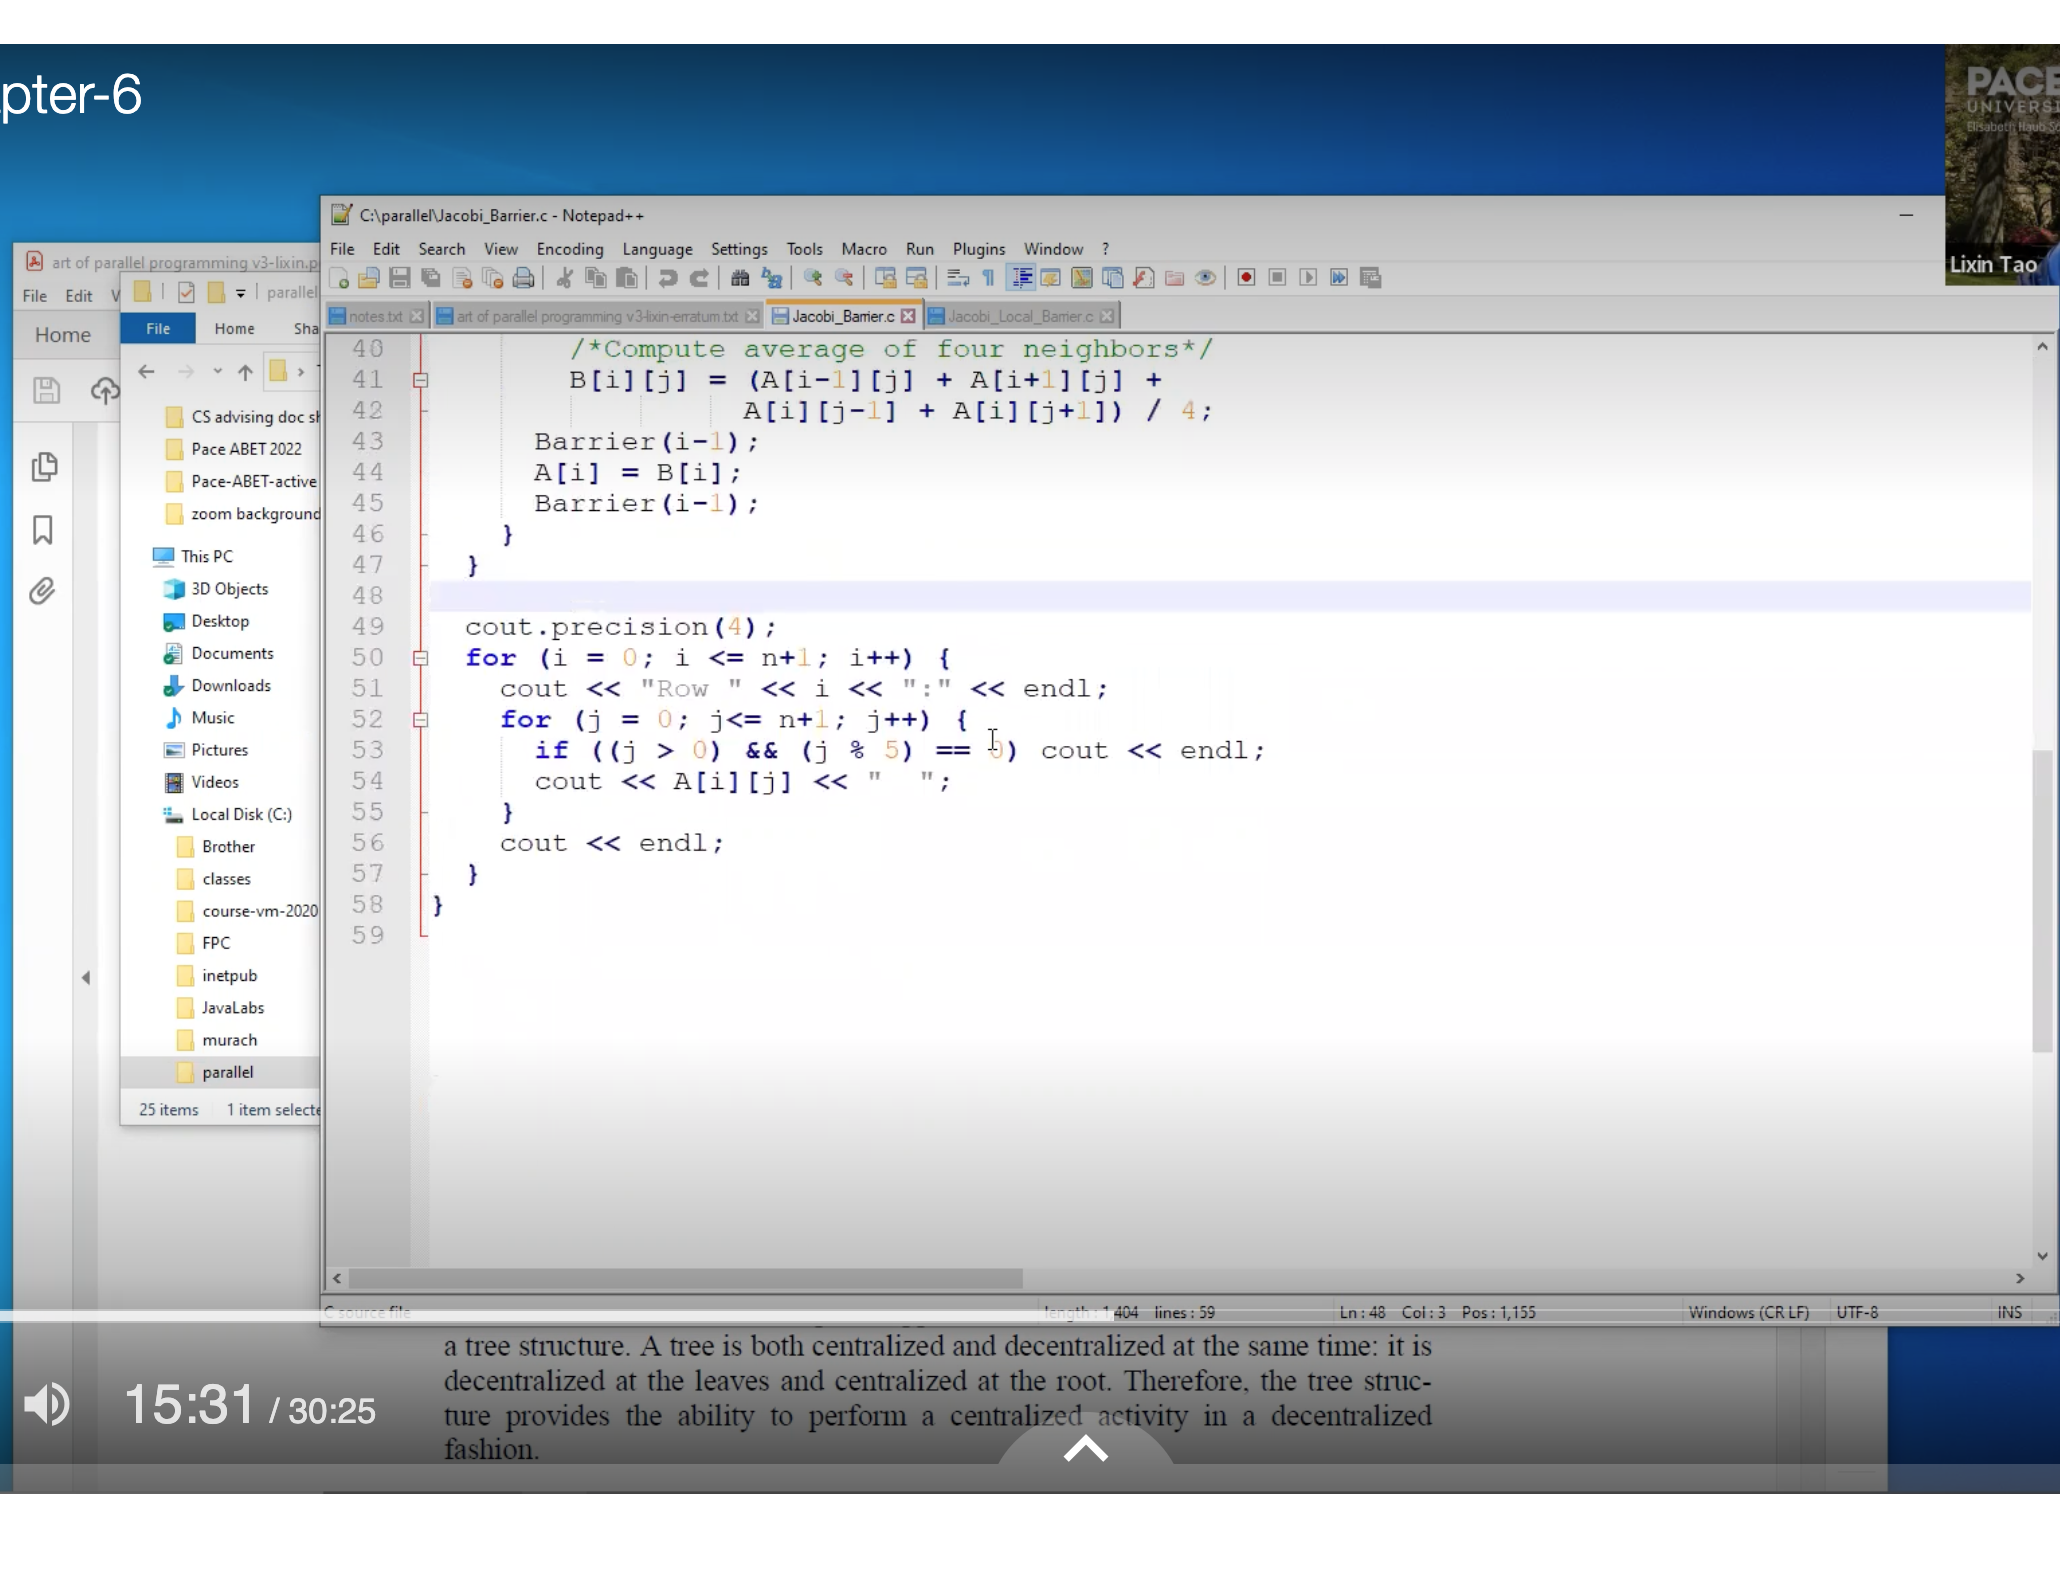 pter-6
PACE
UNIVERSI
Elisabeth Haub Sc
Lixin Tao
C:\parallel\Jacobi_Barrier.c - Notepad++
File Edit Search View Encoding Language Settings Tools Macro Run Plugins Window ?
notes.txt art of parallel programming v3-lixin-erratum.txt Jacobi_Barrier.c Jacobi_Local_Barrier.c
art of parallel programming v3-lixin.p
File Edit V
Home
parallel
File Home Sha
CS advising doc sh
Pace ABET 2022
Pace-ABET-active
zoom background
This PC
3D Objects
Desktop
Documents
Downloads
Music
Pictures
Videos
Local Disk (C:)
Brother
classes
course-vm-2020
FPC
inetpub
JavaLabs
murach
parallel
25 items 1 item selecte
40 /*Compute average of four neighbors*/
41 B[i][j] = (A[i-1][j] + A[i+1][j] +
42 A[i][j-1] + A[i][j+1]) / 4;
43 Barrier(i-1);
44 A[i] = B[i];
45 Barrier(i-1);
46 }
47 }
48
49 cout.precision(4);
50 for (i = 0; i <= n+1; i++) {
51 cout << "Row " << i << ":" << endl;
52 for (j = 0; j<= n+1; j++) {
53 if ((j > 0) && (j % 5) == 0) cout << endl;
54 cout << A[i][j] << "  ";
55 }
56 cout << endl;
57 }
58 }
59
C source file length : 1,404 lines : 59 Ln : 48 Col : 3 Pos : 1,155 Windows (CR LF) UTF-8 INS
a tree structure. A tree is both centralized and decentralized at the same time: it is
decentralized at the leaves and centralized at the root. Therefore, the tree struc-
ture provides the ability to perform a centralized activity in a decentralized
fashion.
15:31 / 30:25